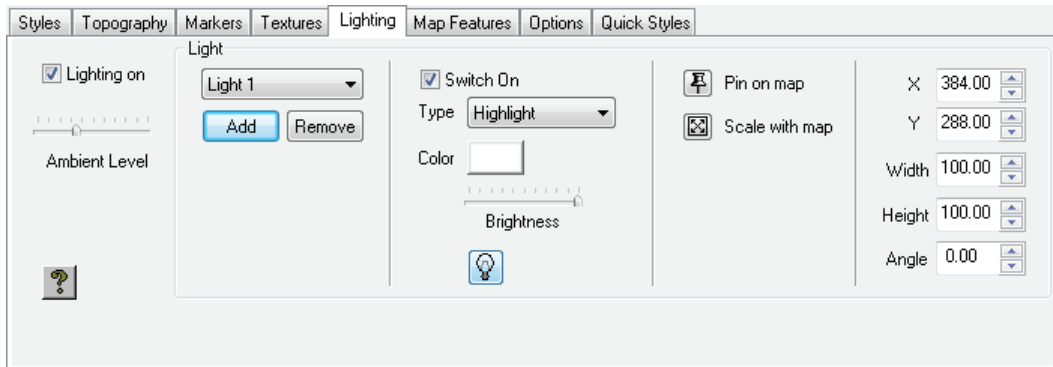 Styles Topography Markers Textures Lighting Map Features Options Quick Styles
Light
Lighting on
Ambient Level
?
Light 1
Add Remove
Switch On
Type Highlight
Color
Brightness
Pin on map
Scale with map
X 384.00
Y 288.00
Width 100.00
Height 100.00
Angle 0.00